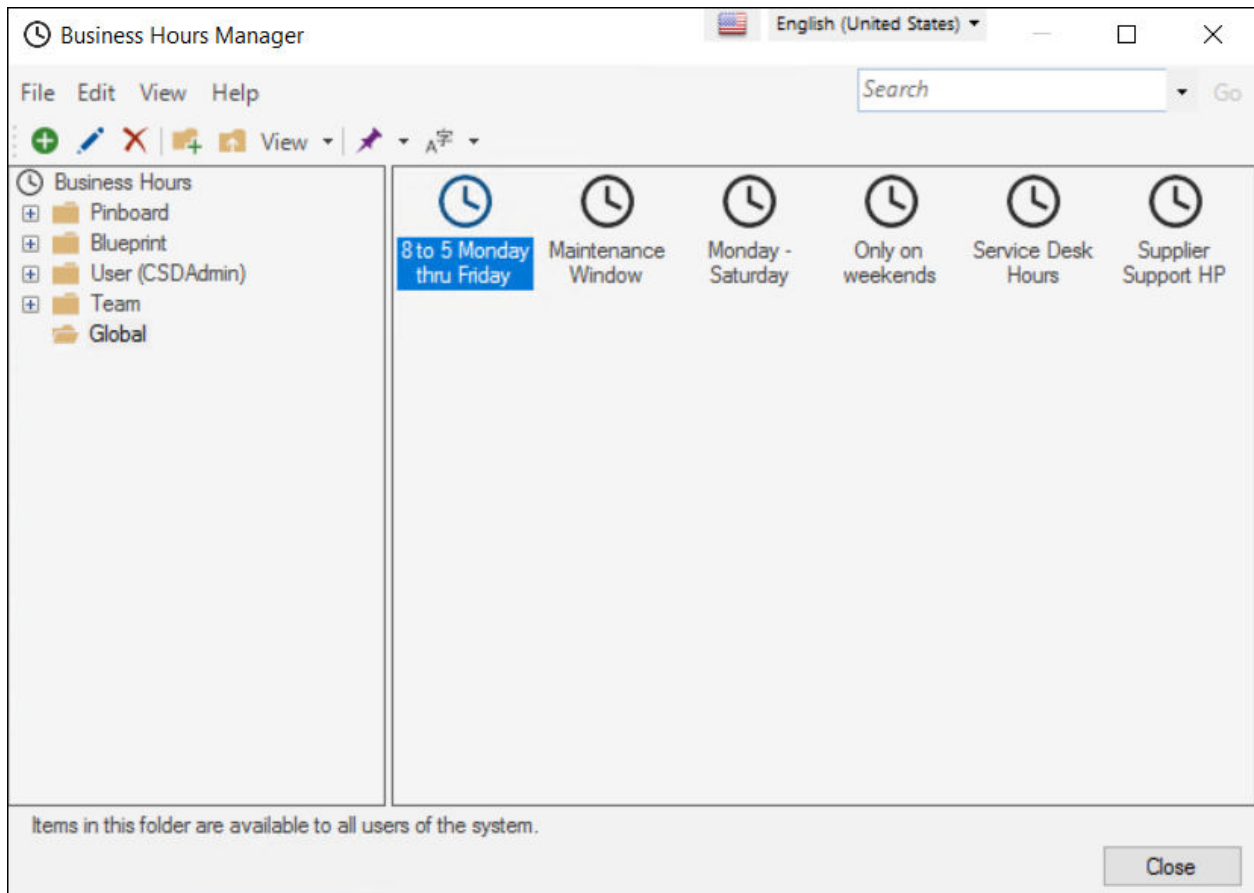 Business Hours Manager
English (United States)
File Edit View Help
Search
Go
View
A字
Business Hours
Pinboard
Blueprint
User (CSDAdmin)
Team
Global
8 to 5 Monday
thru Friday
Maintenance
Window
Monday -
Saturday
Only on
weekends
Service Desk
Hours
Supplier
Support HP
Items in this folder are available to all users of the system.
Close